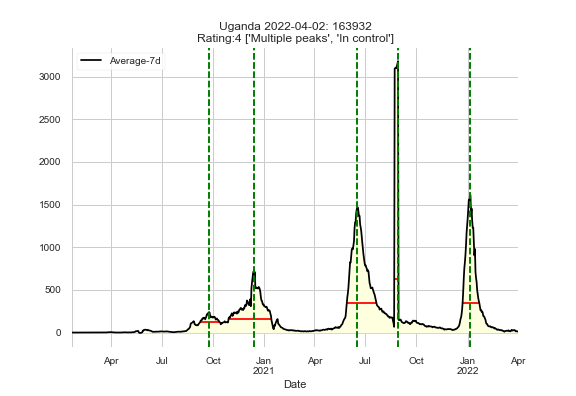 Uganda 2022-04-02: 163932
Rating:4 ['Multiple peaks', 'In control']
Average-7d
3000
2500
2000
1500
1000
500
0
Apr Jul Oct Jan Apr Jul Oct Jan Apr
2021 2022
Date